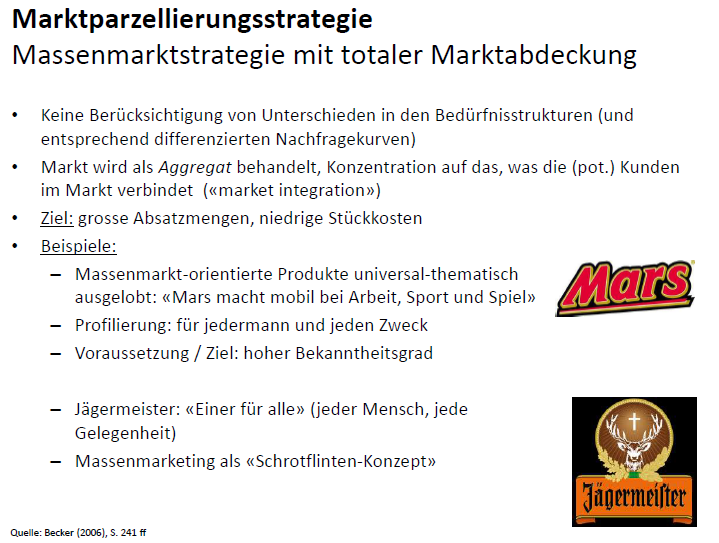 Marktparzellierungsstrategie
Massenmarktstrategie mit totaler Marktabdeckung
• Keine Berücksichtigung von Unterschieden in den Bedürfnisstrukturen (und
entsprechend differenzierten Nachfragekurven)
• Markt wird als Aggregat behandelt, Konzentration auf das, was die (pot.) Kunden
im Markt verbindet («market integration»)
• Ziel: grosse Absatzmengen, niedrige Stückkosten
• Beispiele:
– Massenmarkt-orientierte Produkte universal-thematisch
ausgelobt: «Mars macht mobil bei Arbeit, Sport und Spiel»
Mars
– Profilierung: für jedermann und jeden Zweck
– Voraussetzung / Ziel: hoher Bekanntheitsgrad
– Jägermeister: «Einer für alle» (jeder Mensch, jede
Gelegenheit)
– Massenmarketing als «Schrotflinten-Konzept»
Jägermeister
Quelle: Becker (2006), S. 241 ff